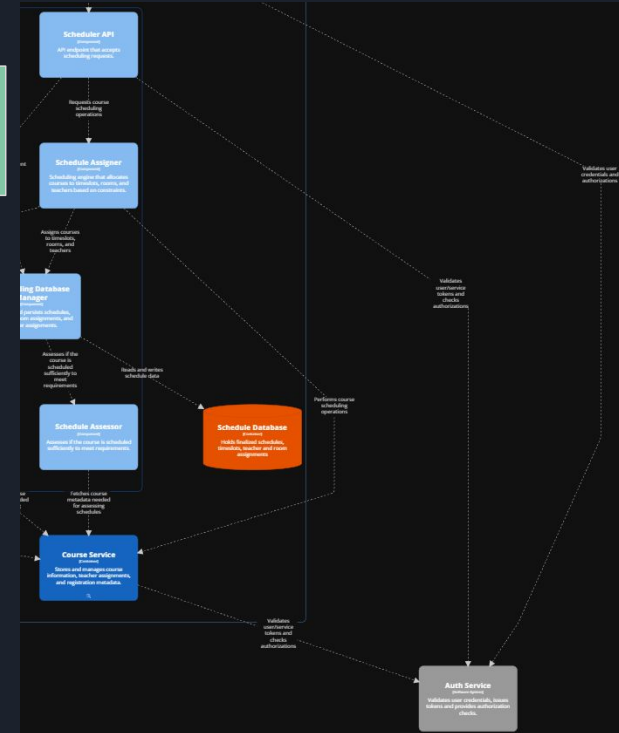 Scheduler API
[Component]
API endpoint that accepts
scheduling requests.
Requests course
scheduling
operations
Validates user
credentials and
authorizations
Schedule Assigner
[Component]
Scheduling engine that allocates
courses to timeslots, rooms, and
teachers based on constraints.
Assigns courses
to timeslots,
rooms, and
teachers
Validates
user/service
tokens and
checks
authorizations
ing Database
Manager
persists schedules,
assignments, and
assignments.
Assesses if the
course is
scheduled
sufficiently to
meet
requirements
Reads and writes
schedule data
Performs course
scheduling
operations
Schedule Assessor
[Component]
Assesses if the course is scheduled
sufficiently to meet requirements.
Schedule Database
[Container]
Holds finalized schedules,
timeslots, teacher and room
assignments
Fetches course
metadata needed
for assessing
schedules
Course Service
[Container]
Stores and manages course
information, teacher assignments,
and registration metadata.
Validates
user/service
tokens and
checks
authorizations
Auth Service
[Software System]
Validates user credentials, issues
tokens and provides authorization
checks.